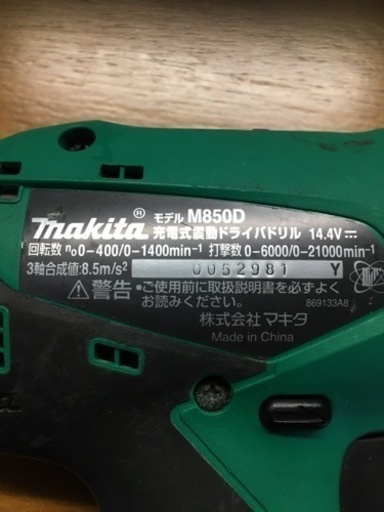 makita® モデル M850D
充電式震動ドライバドリル 14.4V⎓
回転数 n₀0-400/0-1400min⁻¹ 打撃数 0-6000/0-21000min⁻¹
3軸合成値:8.5m/s² 0052981 Y
⚠警告 ●ご使用前に取扱説明書を必ずよく
お読みください。
869133A8
株式会社マキタ
Made in China